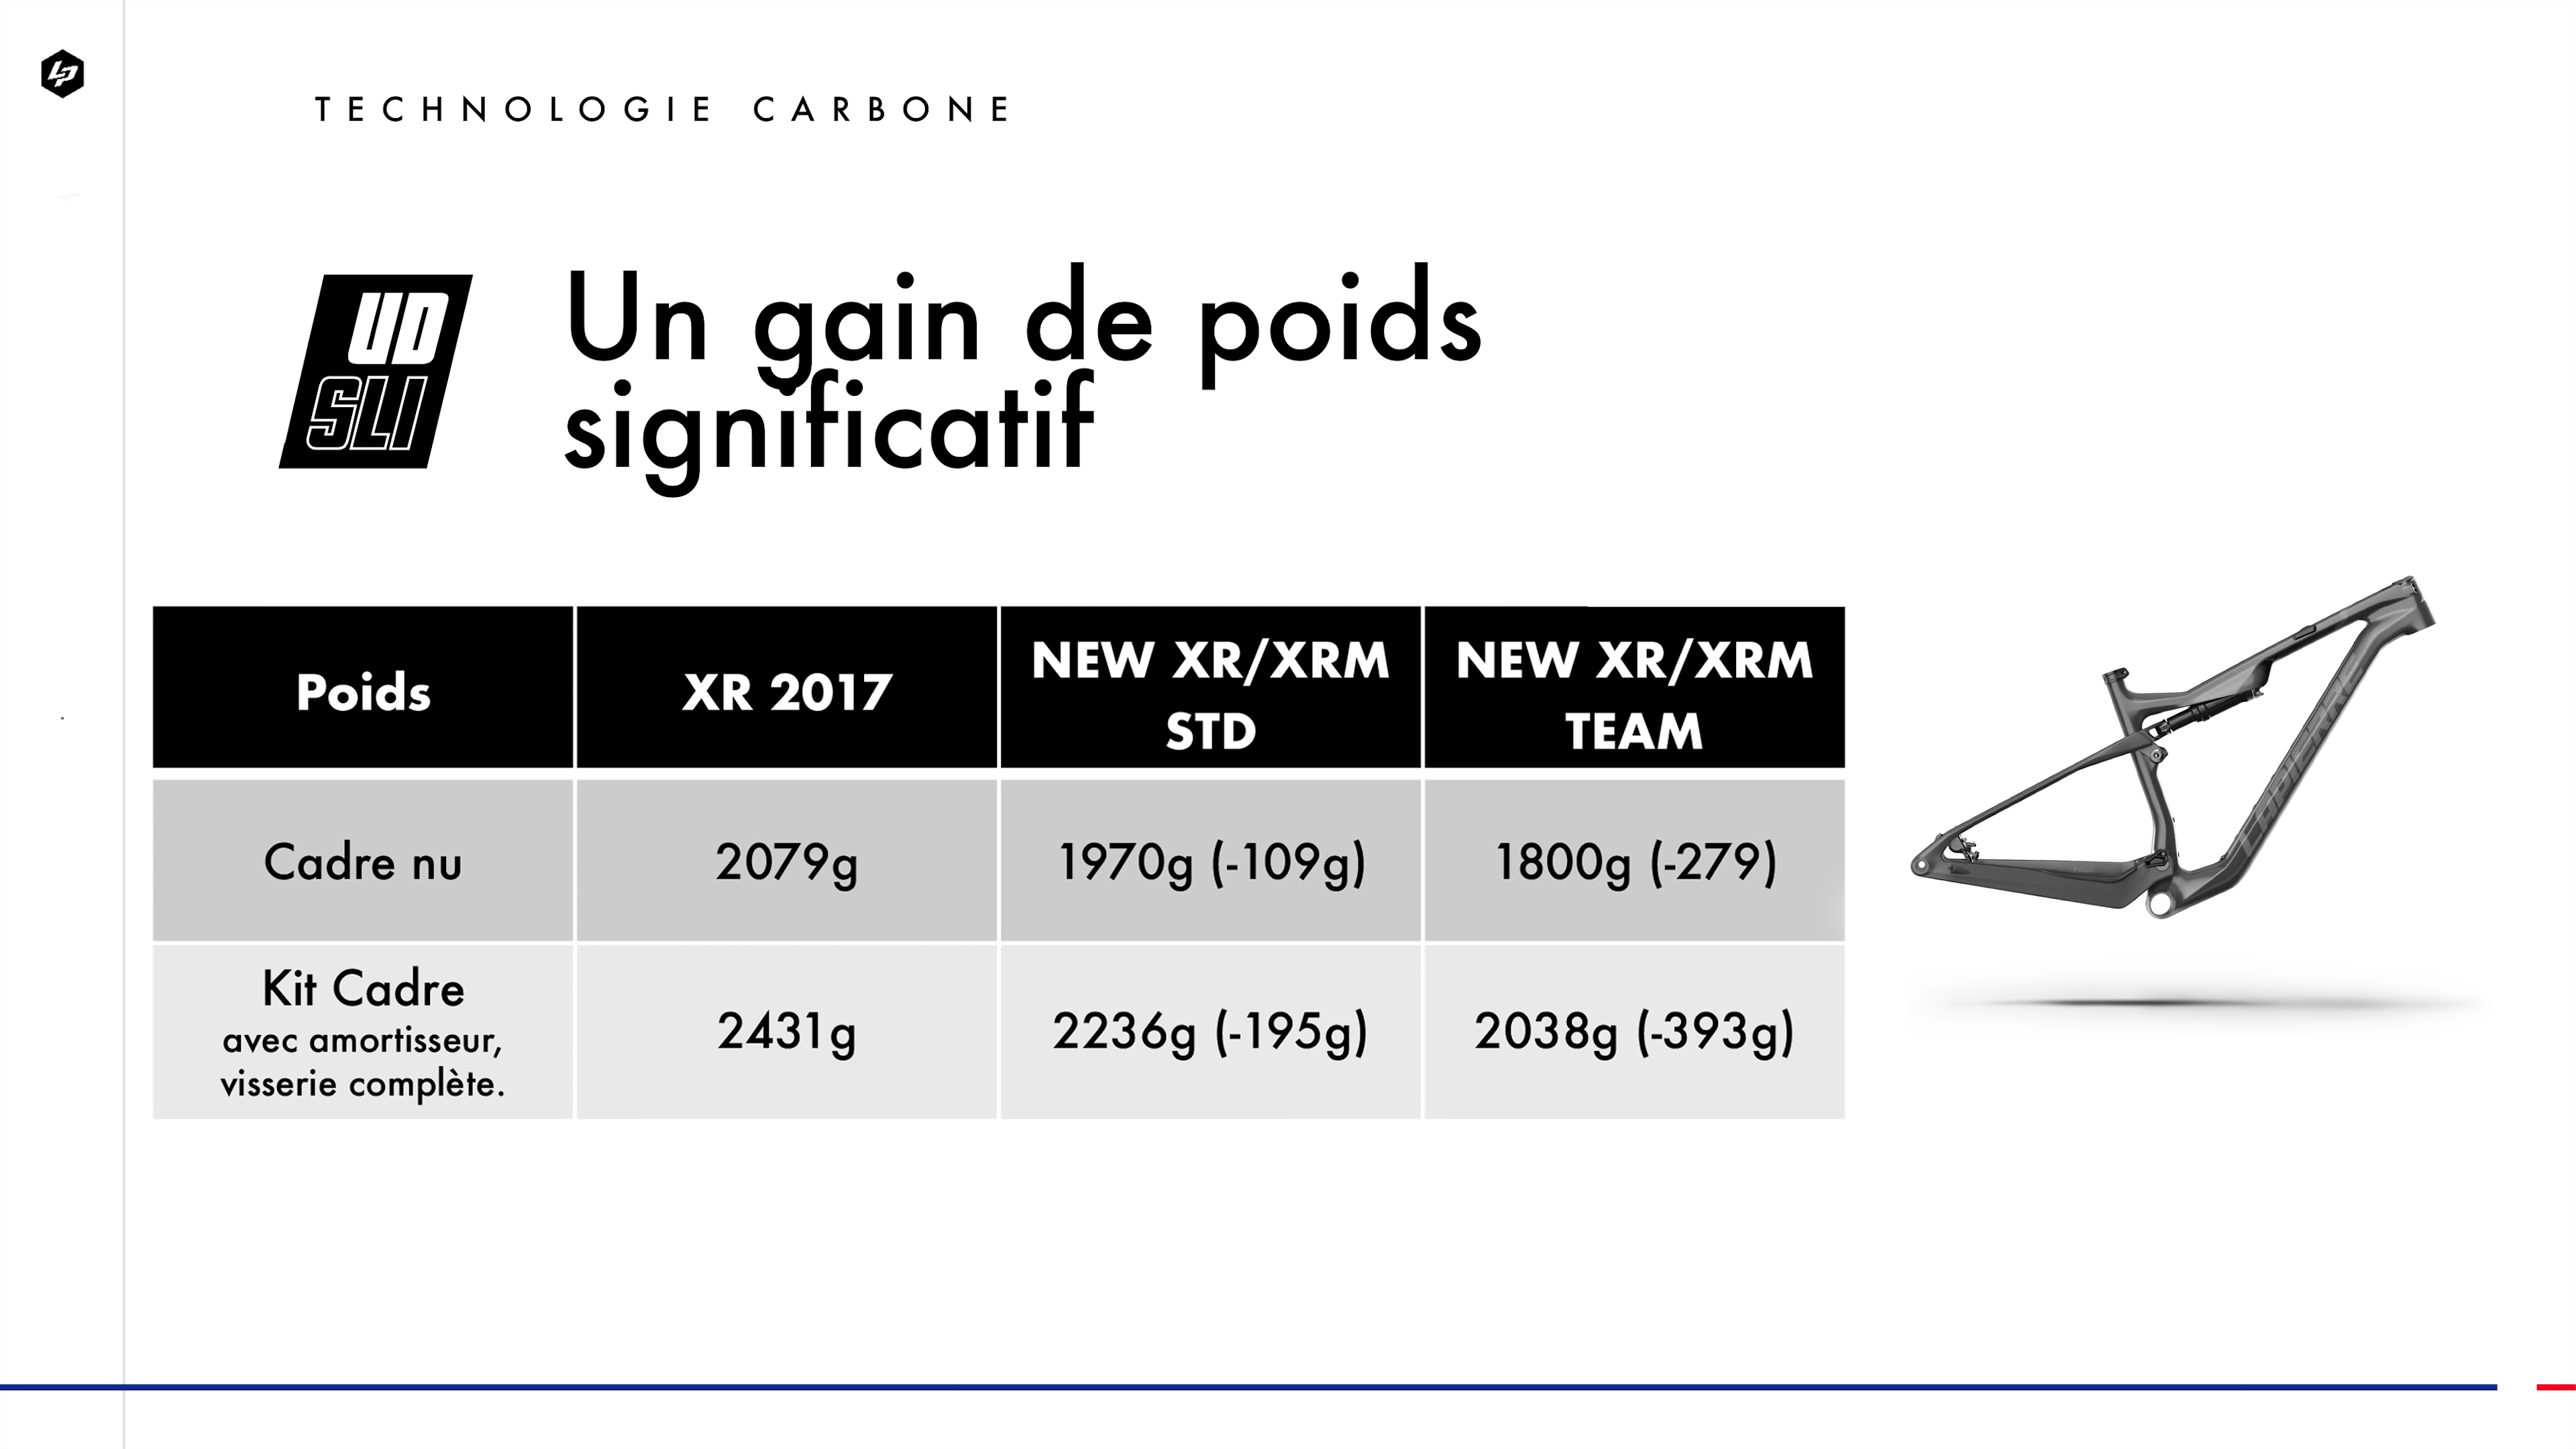 LP
TECHNOLOGIE CARBONE
UD
SLI
Un gain de poids
significatif
Poids
XR 2017
NEW XR/XRM
STD
NEW XR/XRM
TEAM
Cadre nu
2079g
1970g (-109g)
1800g (-279)
Kit Cadre
avec amortisseur,
visserie complète.
2431g
2236g (-195g)
2038g (-393g)
LAPIERRE